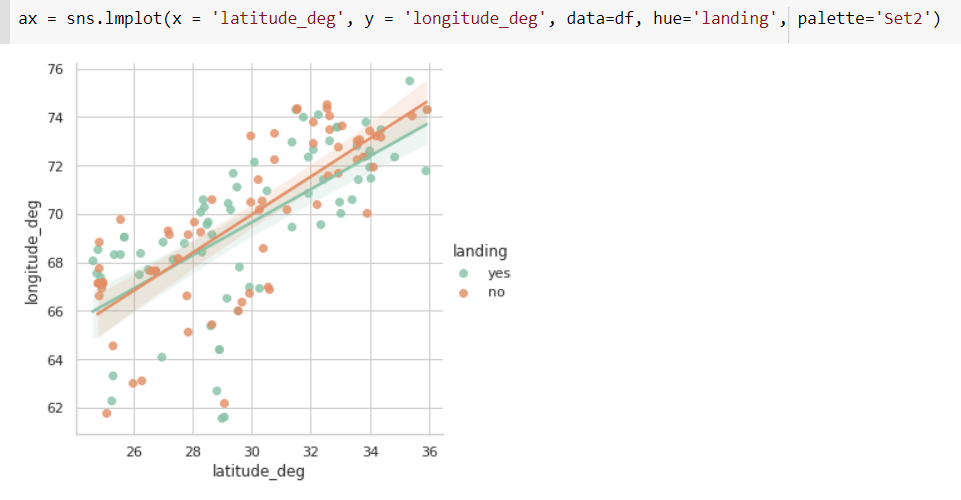 ax = sns.lmplot(x = 'latitude_deg', y = 'longitude_deg', data=df, hue='landing', palette='Set2')
76
74
72
70
68
66
64
62
longitude_deg
26 28 30 32 34 36
latitude_deg
landing
yes
no